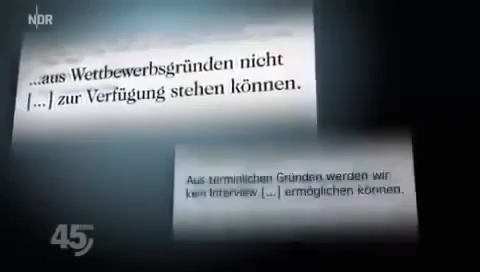 NDR
...aus Wettbewerbsgründen nicht
[...] zur Verfügung stehen können.
Aus terminlichen Gründen werden wir
kein Interview [...] ermöglichen können.
45